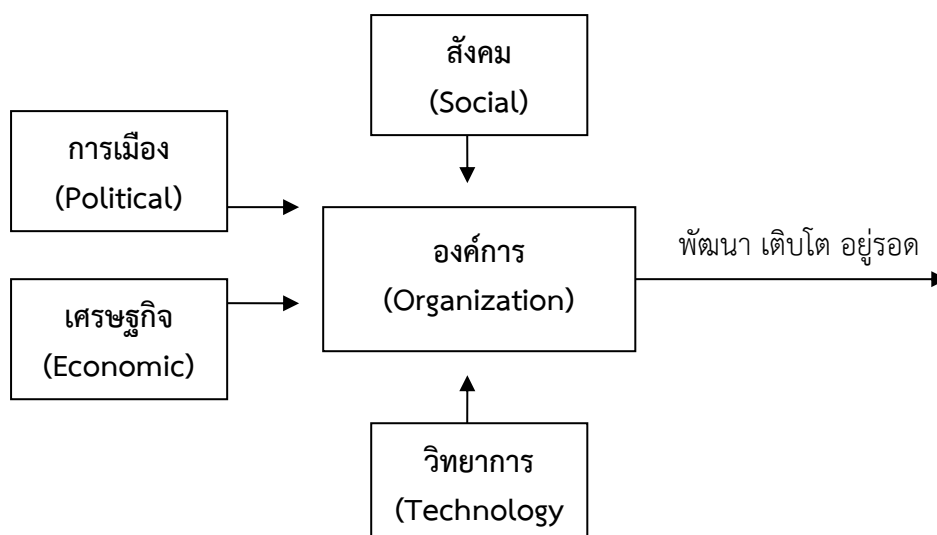 สังคม
(Social)
การเมือง
(Political)
องค์การ
(Organization)
พัฒนา เติบโต อยู่รอด
เศรษฐกิจ
(Economic)
วิทยาการ
(Technology